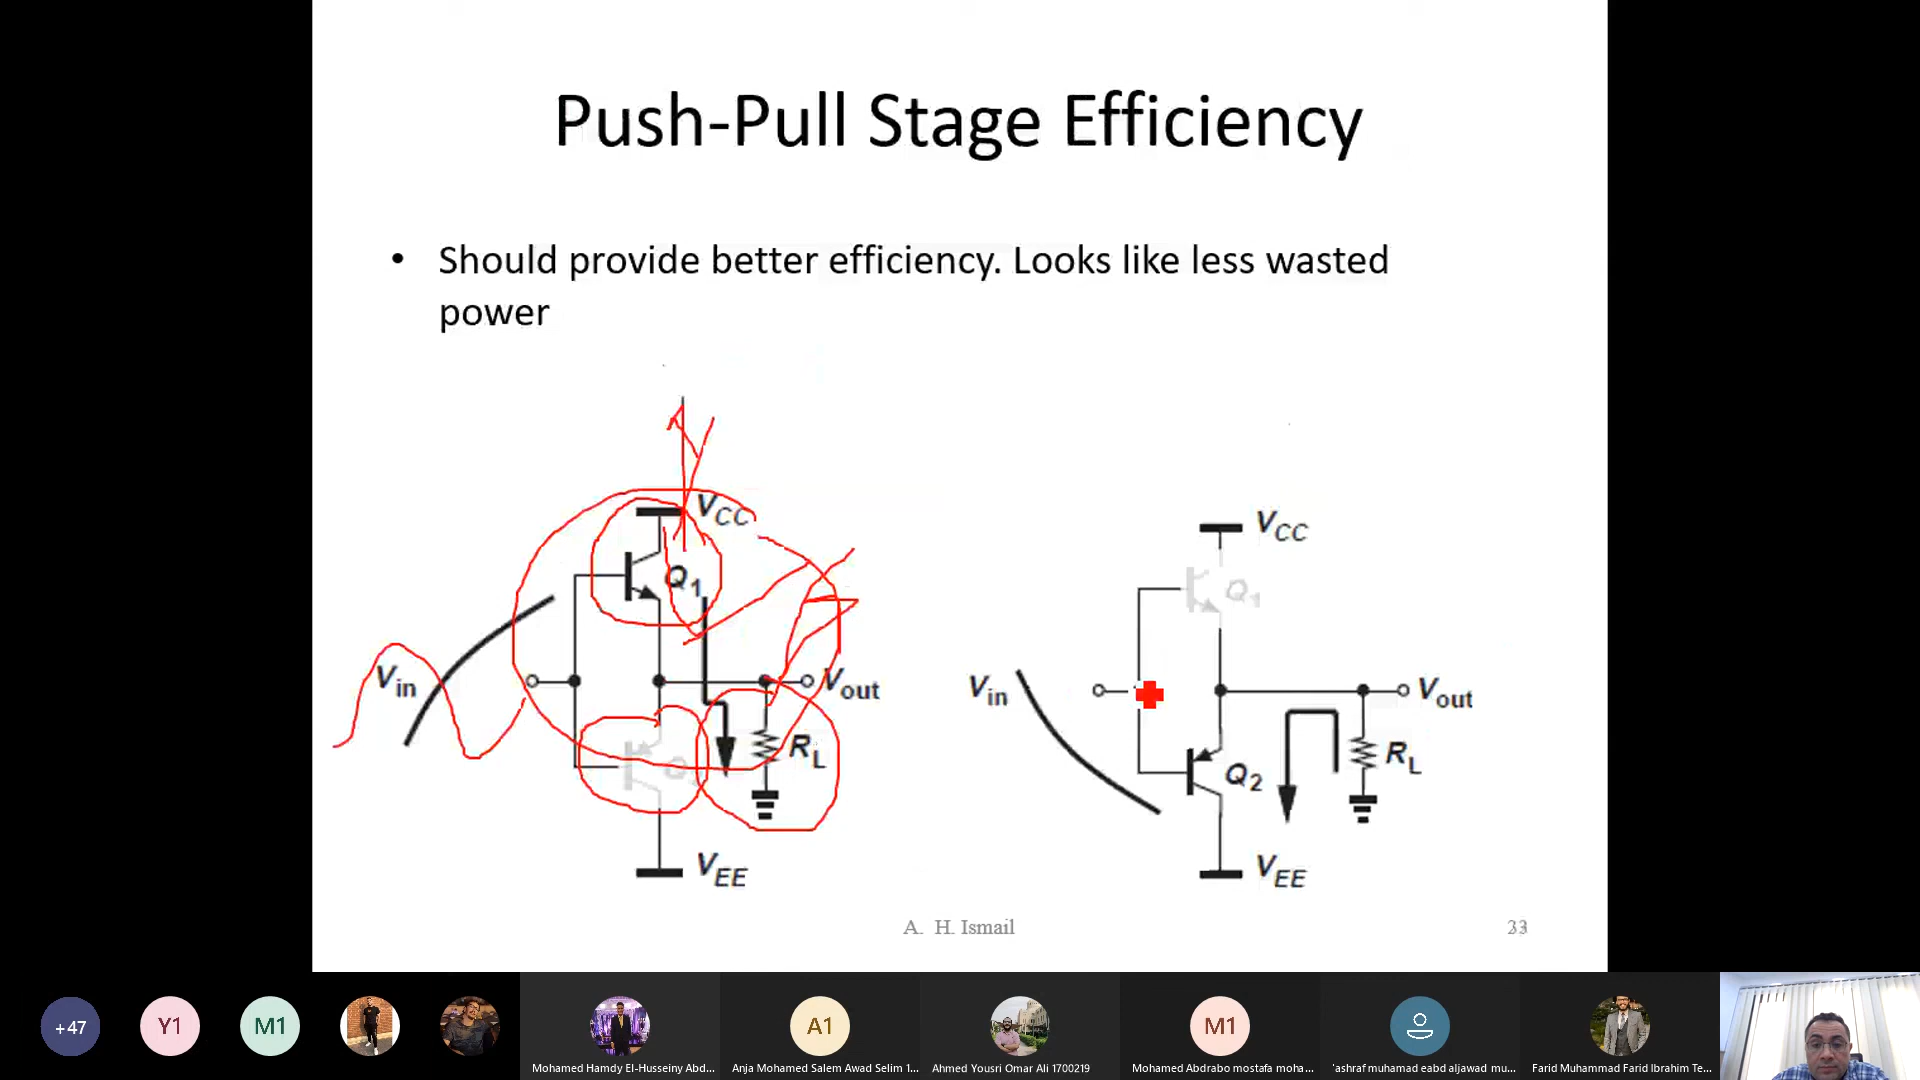 Push-Pull Stage Efficiency
• Should provide better efficiency. Looks like less wasted
power
VCC
Q1
Vin
Vout
RL
VEE
VCC
Q1
Vin
Vout
Q2
RL
VEE
A. H. Ismail
33
+47
Y1
M1
A1
M1
Mohamed Hamdy El-Husseiny Abd...
Anja Mohamed Salem Awad Selim 1...
Ahmed Yousri Omar Ali 1700219
Mohamed Abdrabo mostafa moha...
'ashraf muhamad eabd aljawad mu...
Farid Muhammad Farid Ibrahim Te...